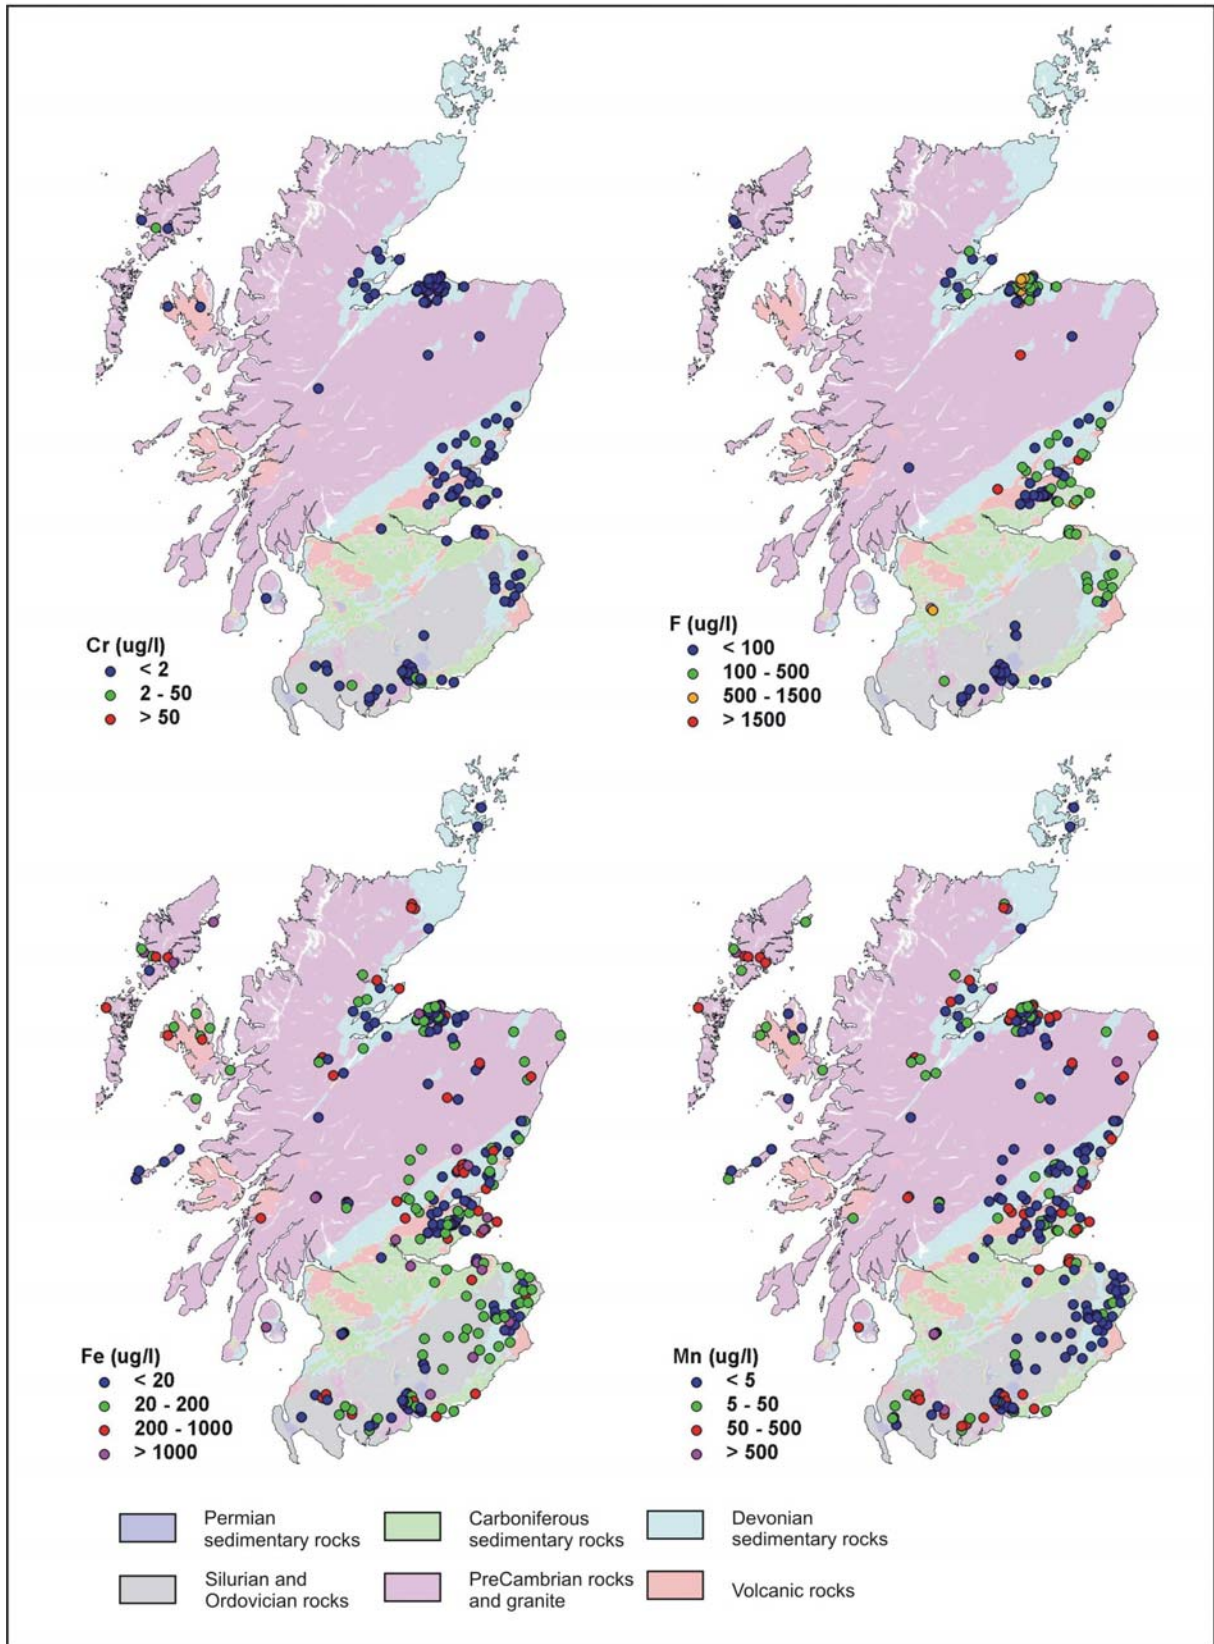 Cr (ug/l)
< 2
2 - 50
> 50
F (ug/l)
< 100
100 - 500
500 - 1500
> 1500
Fe (ug/l)
< 20
20 - 200
200 - 1000
> 1000
Mn (ug/l)
< 5
5 - 50
50 - 500
> 500
Permian
sedimentary rocks
Carboniferous
sedimentary rocks
Devonian
sedimentary rocks
Silurian and
Ordovician rocks
PreCambrian rocks
and granite
Volcanic rocks